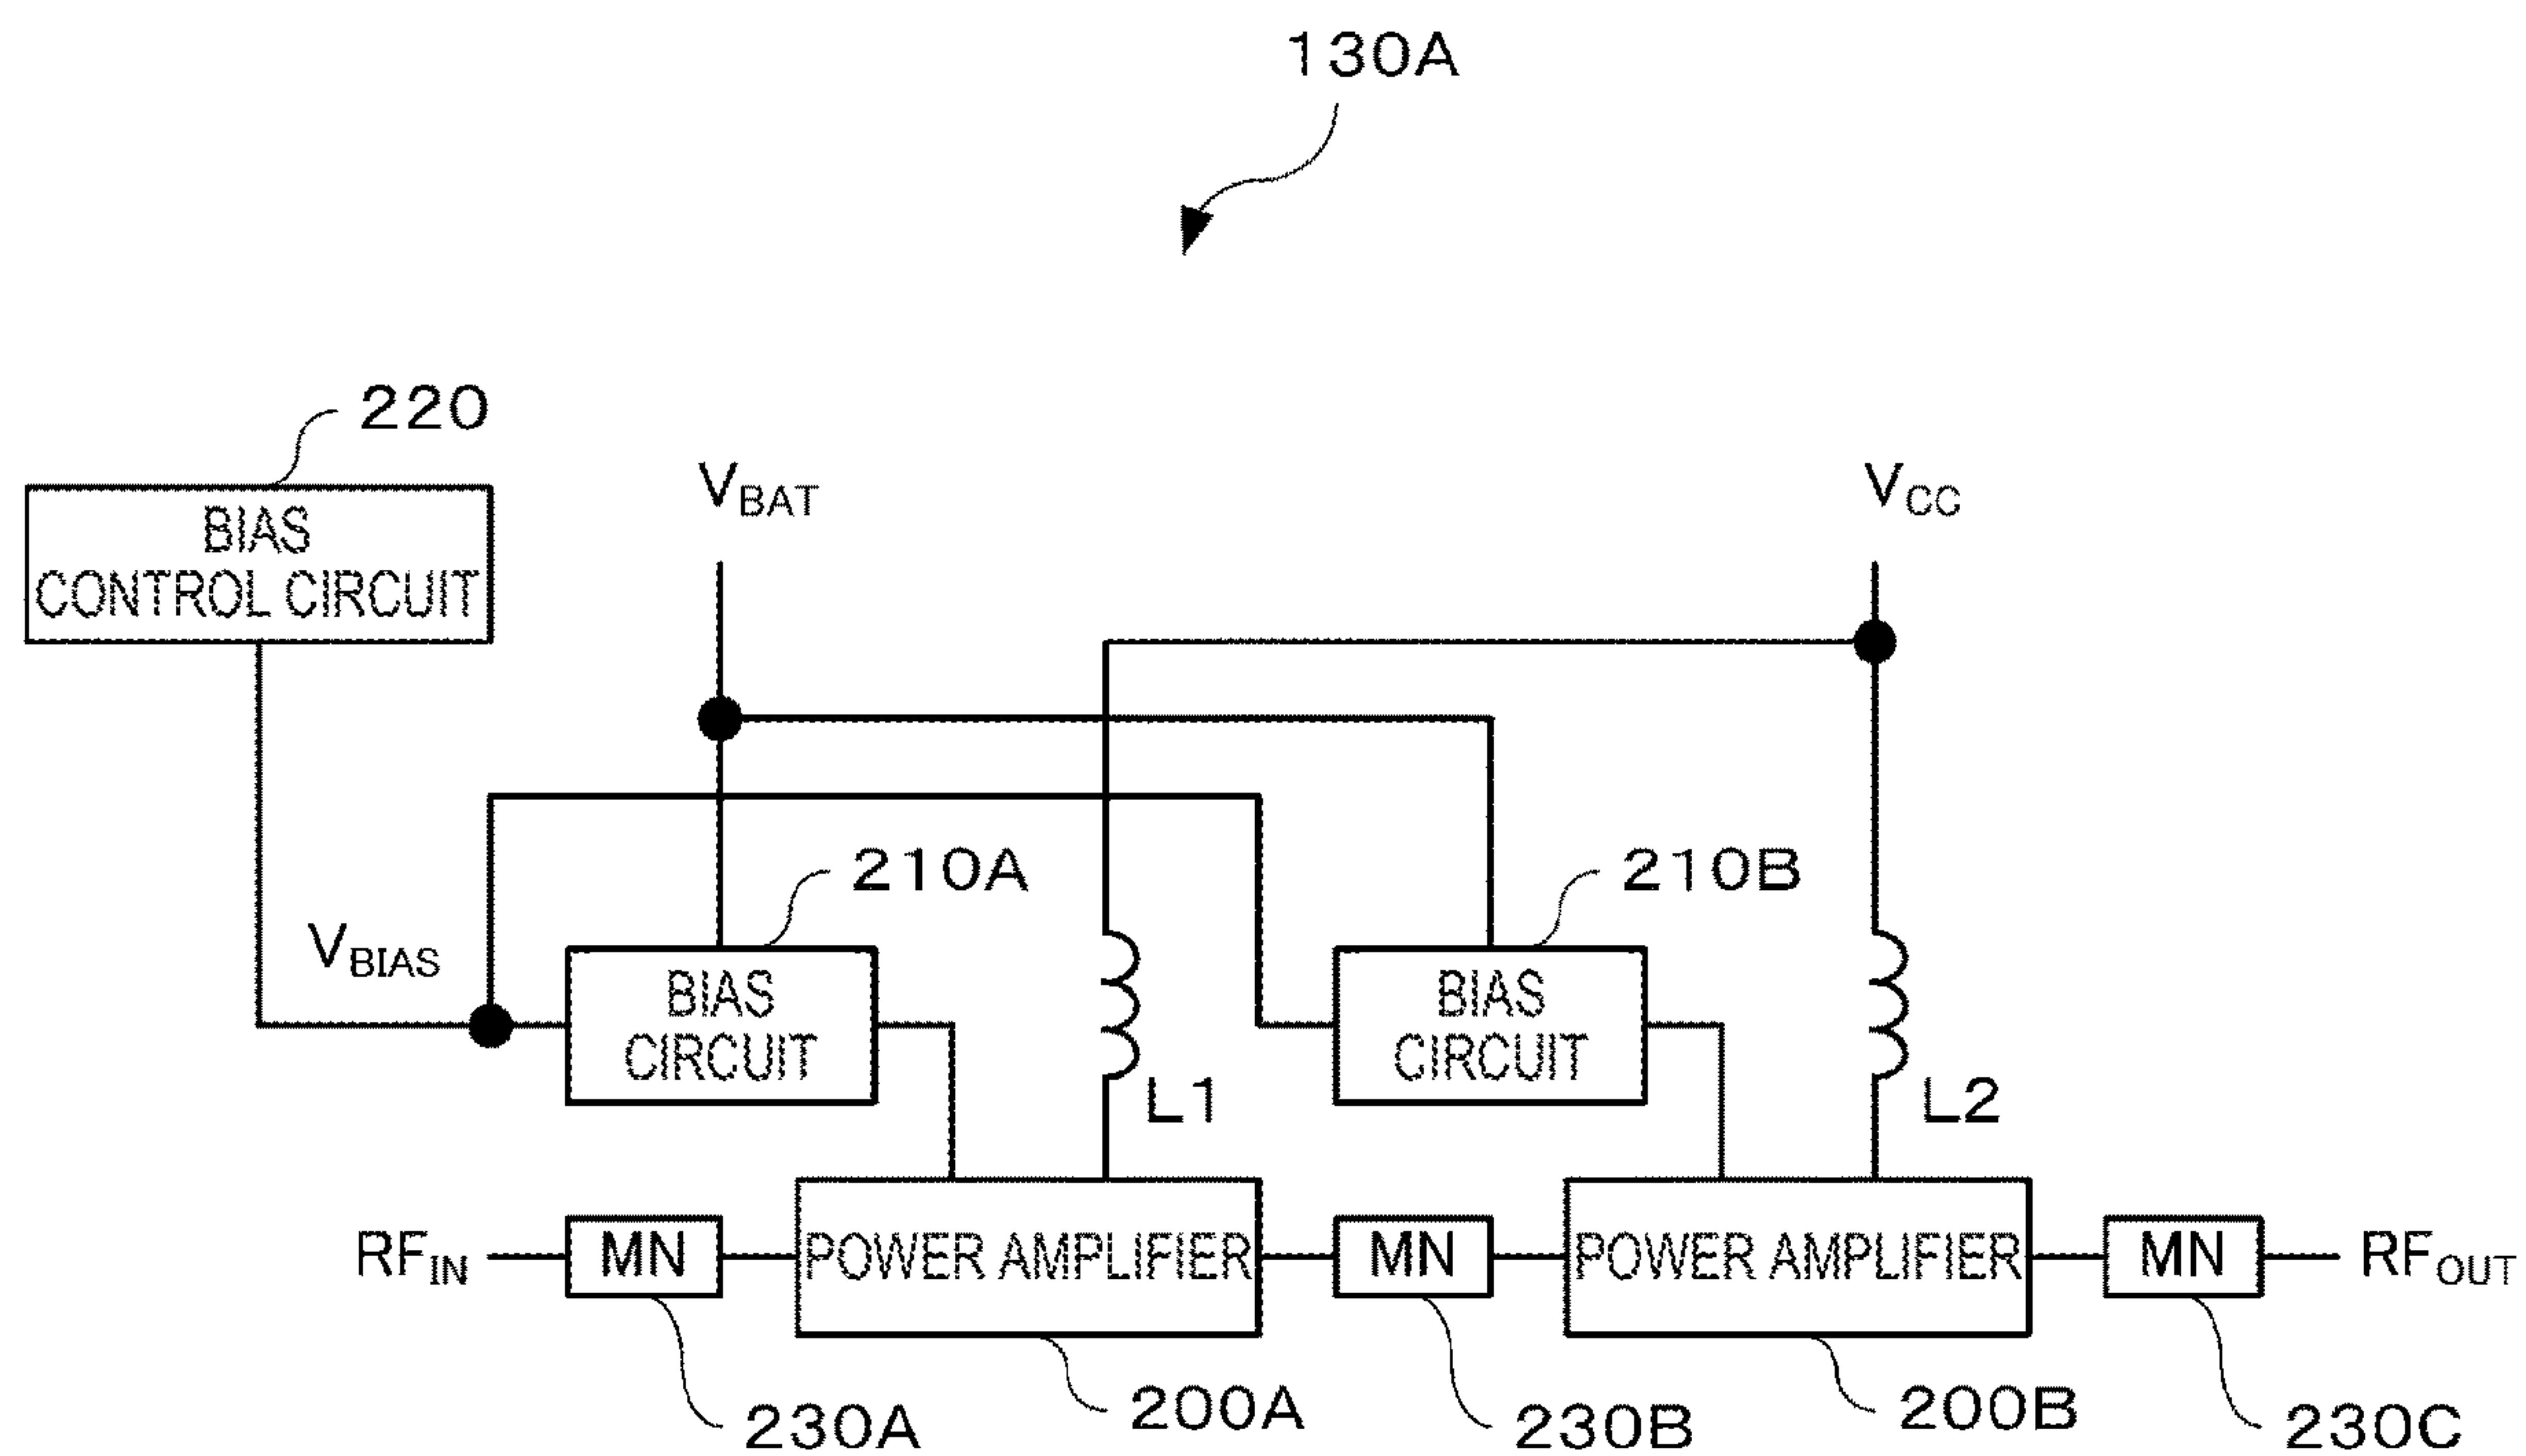 130A
220
BIAS
CONTROL CIRCUIT
VBAT
VCC
210A
210B
VBIAS
BIAS
CIRCUIT
BIAS
CIRCUIT
L1
L2
RFIN
MN
POWER AMPLIFIER
MN
POWER AMPLIFIER
MN
RFOUT
230A
200A
230B
200B
230C